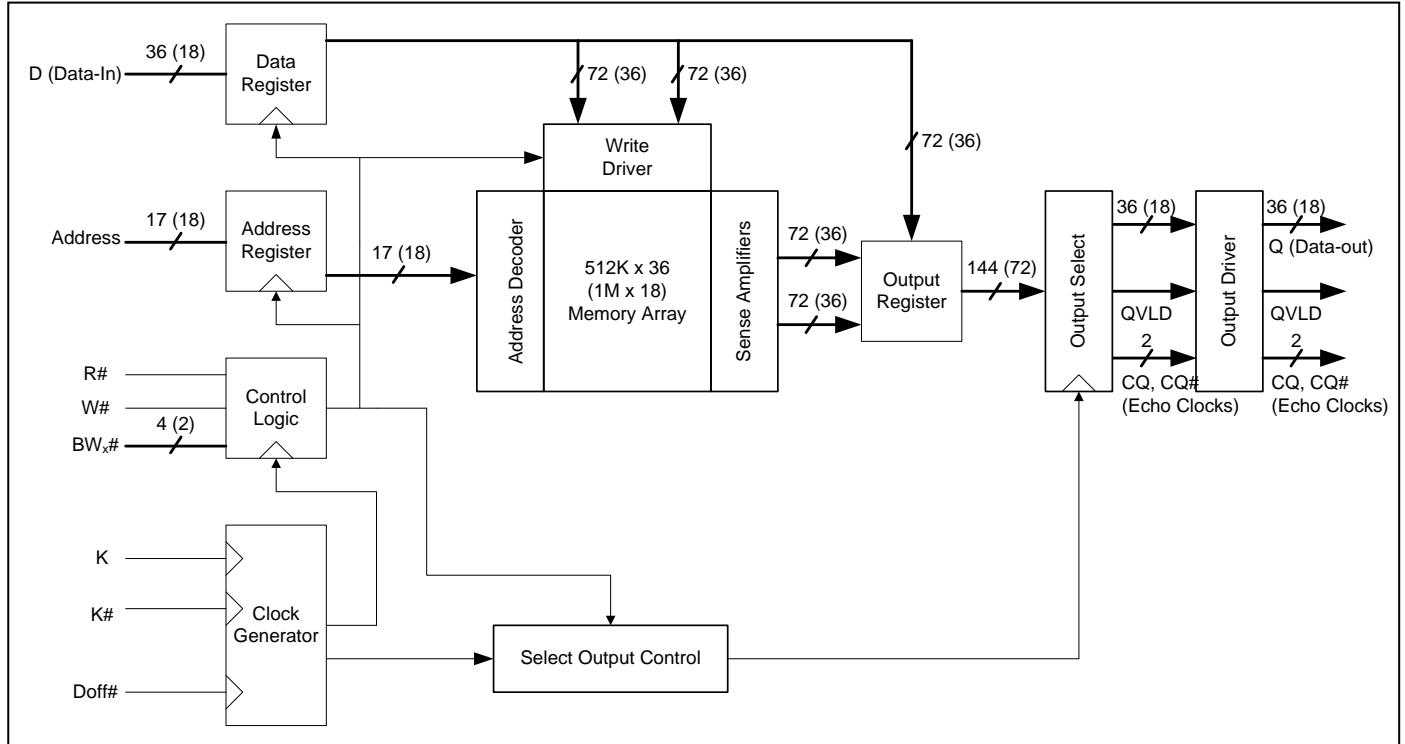 36 (18)
D (Data-In)
Data
Register
72 (36)
72 (36)
Write
Driver
72 (36)
17 (18)
Address
Address
Register
17 (18)
Address Decoder
512K x 36
(1M x 18)
Memory Array
Sense Amplifiers
72 (36)
72 (36)
Output
Register
144 (72)
Output Select
36 (18)
QVLD
2
CQ, CQ#
(Echo Clocks)
Output Driver
36 (18)
Q (Data-out)
QVLD
2
CQ, CQ#
(Echo Clocks)
R#
W#
4 (2)
BWx#
Control
Logic
K
K#
Doff#
Clock
Generator
Select Output Control